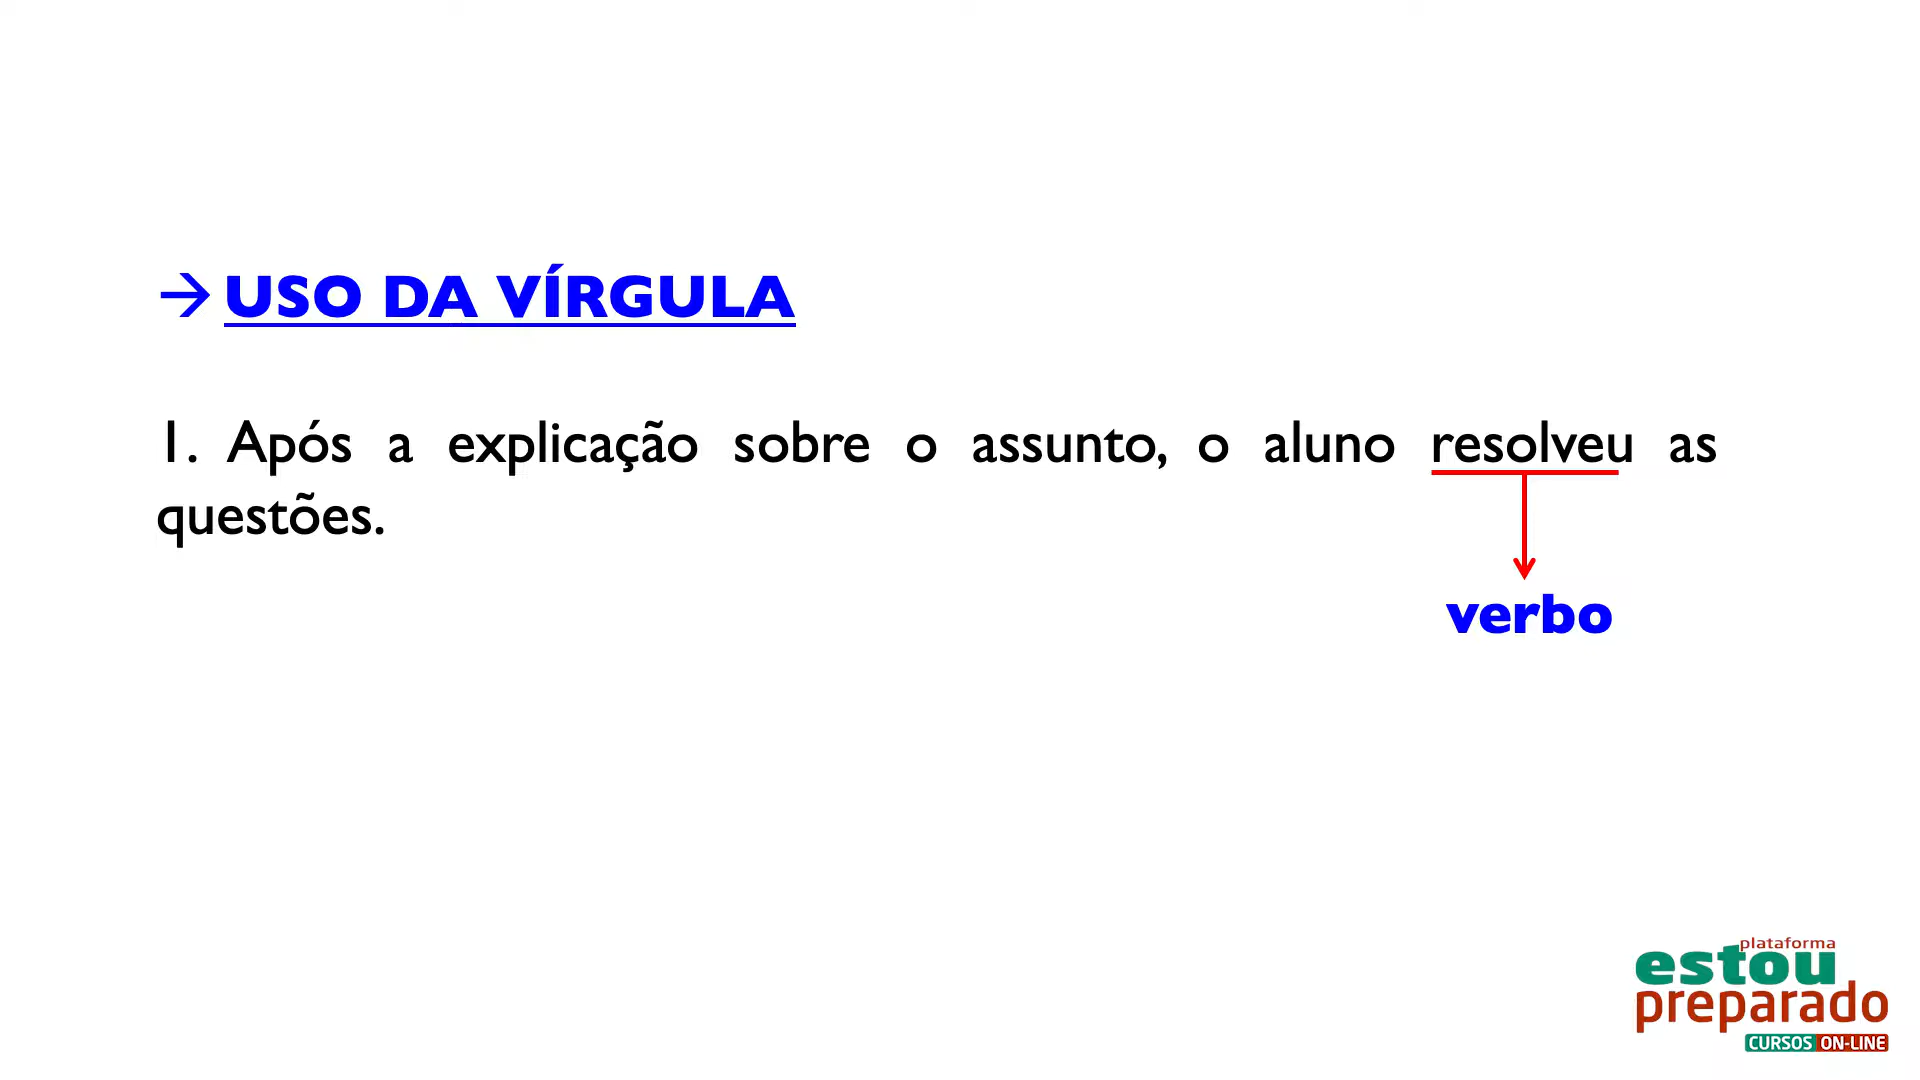 → USO DA VÍRGULA
1. Após a explicação sobre o assunto, o aluno resolveu as
questões.
verbo
plataforma
estou
preparado
CURSOS ON-LINE